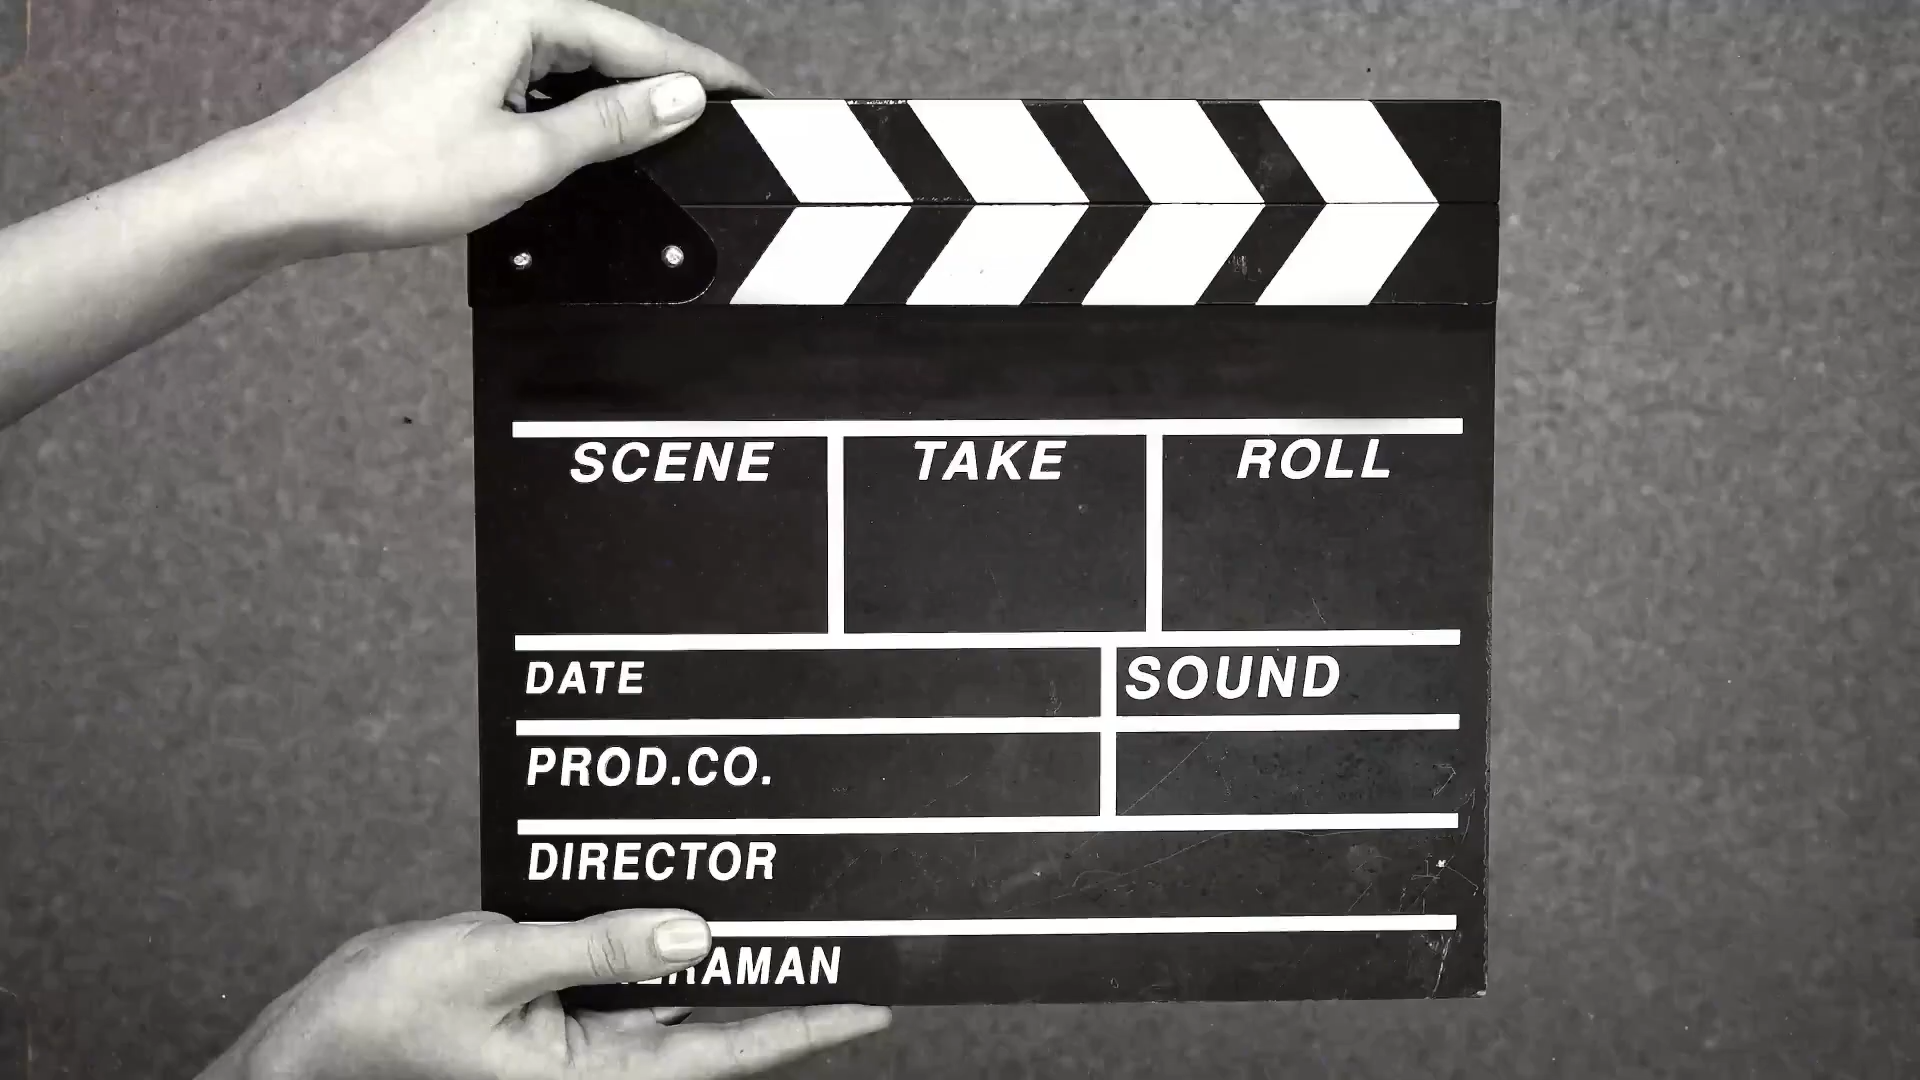 SCENE TAKE ROLL
DATE SOUND
PROD.CO.
DIRECTOR